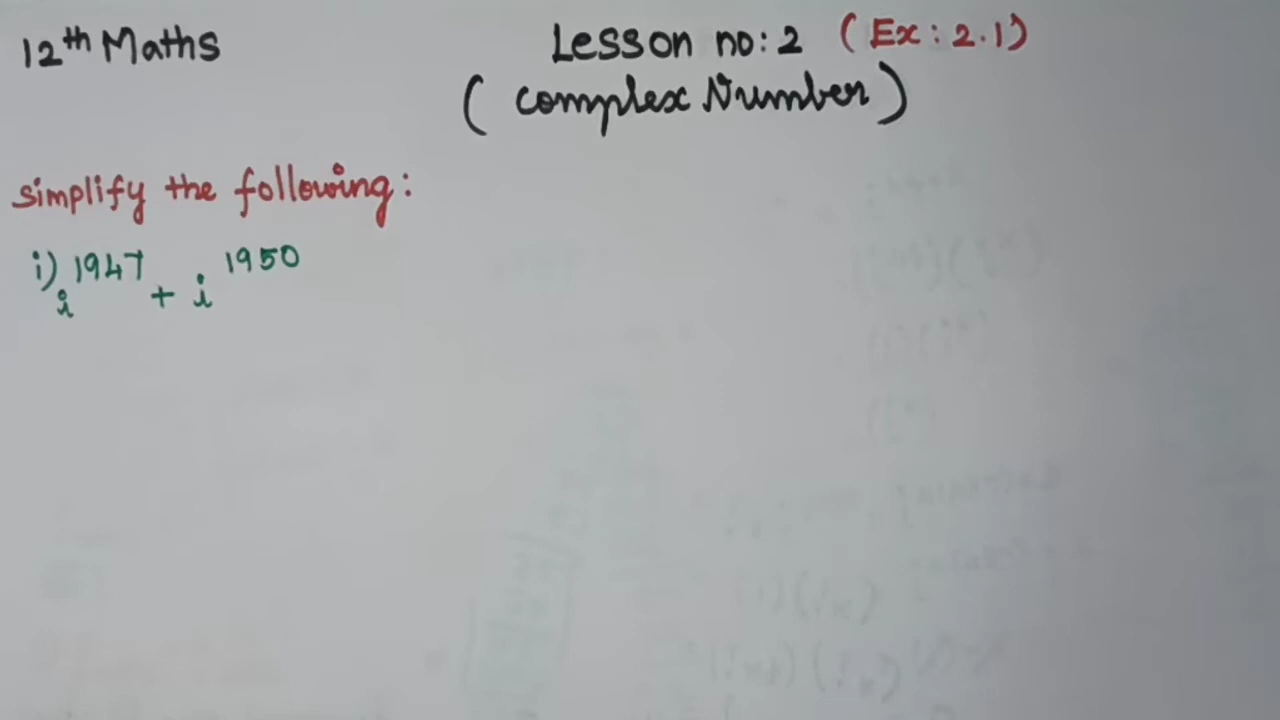 12th Maths Lesson no: 2 (Ex: 2.1)
(Complex Number)
Simplify the following:
i) i^1947 + i^1950